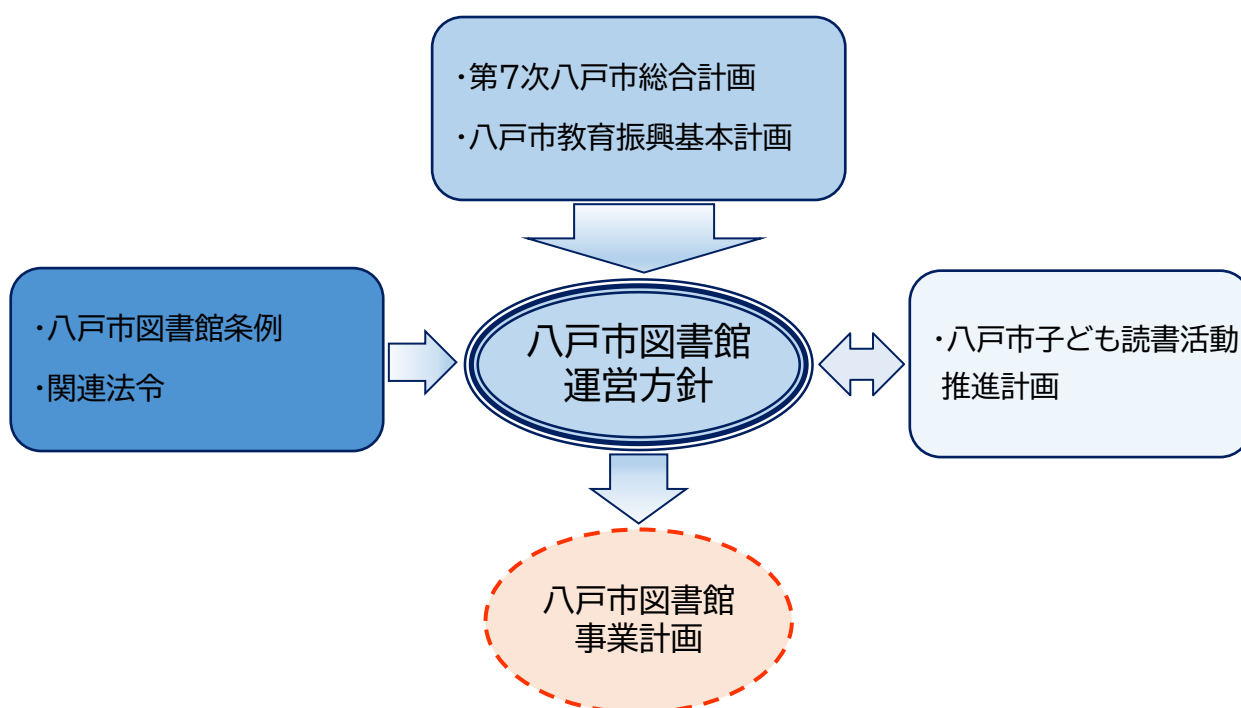 ・第7次八戸市総合計画
・八戸市教育振興基本計画
・八戸市図書館条例
・関連法令
八戸市図書館
運営方針
・八戸市子ども読書活動
推進計画
八戸市図書館
事業計画